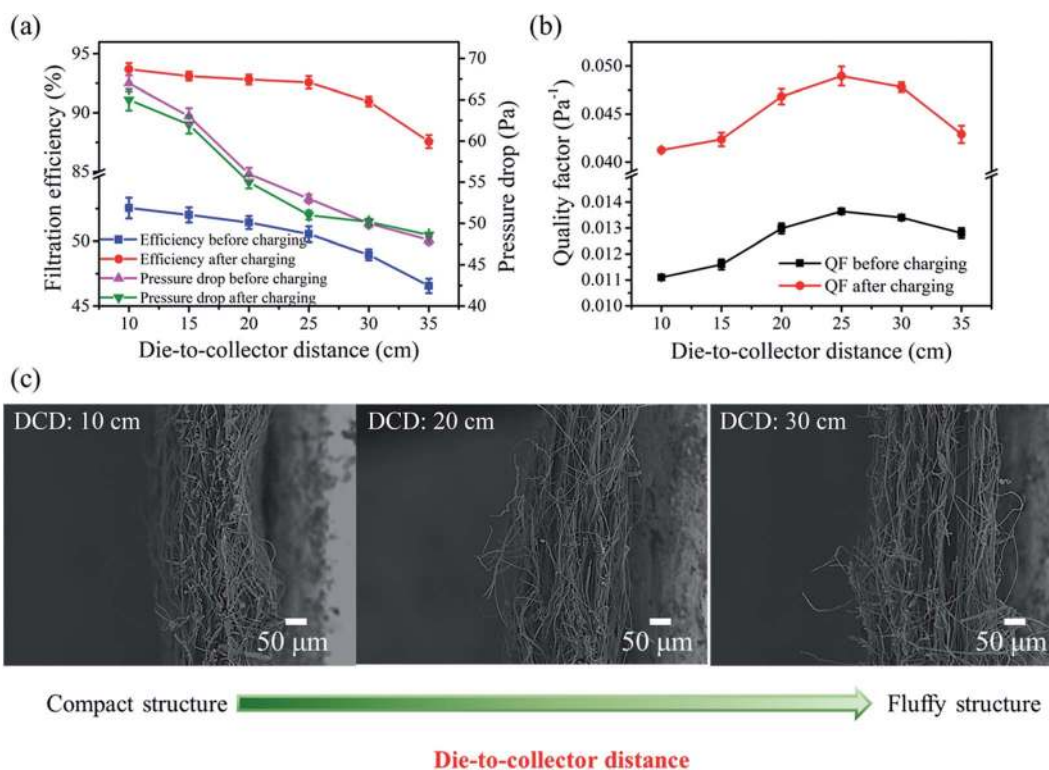 (a)
95
90
85
50
45
Filtration efficiency (%)
70
65
60
55
50
45
40
Pressure drop (Pa)
Efficiency before charging
Efficiency after charging
Pressure drop before charging
Pressure drop after charging
10 15 20 25 30 35
Die-to-collector distance (cm)
(b)
0.050
0.045
0.040
0.014
0.013
0.011
0.010
Quality factor (Pa⁻¹)
QF before charging
QF after charging
10 15 20 25 30 35
Die-to-collector distance (cm)
(c)
DCD: 10 cm
50 μm
DCD: 20 cm
50 μm
DCD: 30 cm
50 μm
Compact structure
Fluffy structure
Die-to-collector distance